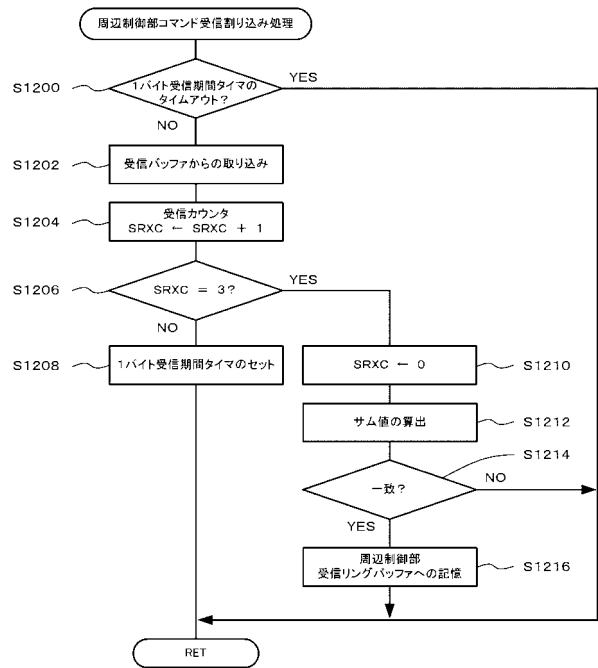 周辺制御部コマンド受信割り込み処理
S1200
1バイト受信期間タイマの
タイムアウト？
YES
NO
S1202
受信バッファからの取り込み
S1204
受信カウンタ
SRXC ← SRXC + 1
S1206
SRXC = 3？
YES
NO
S1208
1バイト受信期間タイマのセット
SRXC ← 0
S1210
サム値の算出
S1212
S1214
一致？
NO
YES
周辺制御部
受信リングバッファへの記憶
S1216
RET